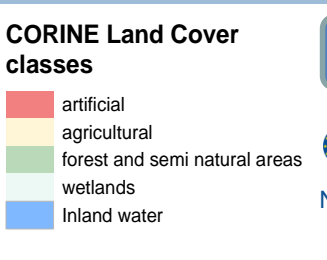 CORINE Land Cover
classes
artificial
agricultural
forest and semi natural areas
wetlands
Inland water
N